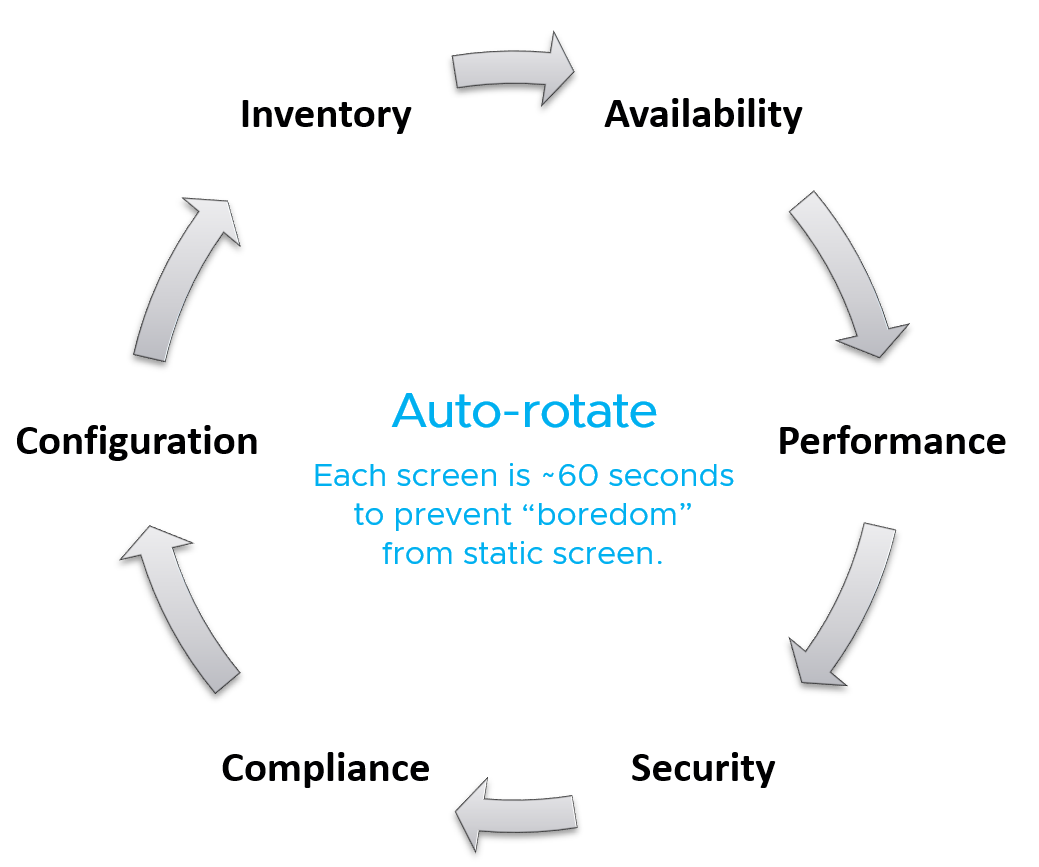 Inventory
Availability
Configuration
Auto-rotate
Performance
Each screen is ~60 seconds
to prevent “boredom”
from static screen.
Compliance
Security